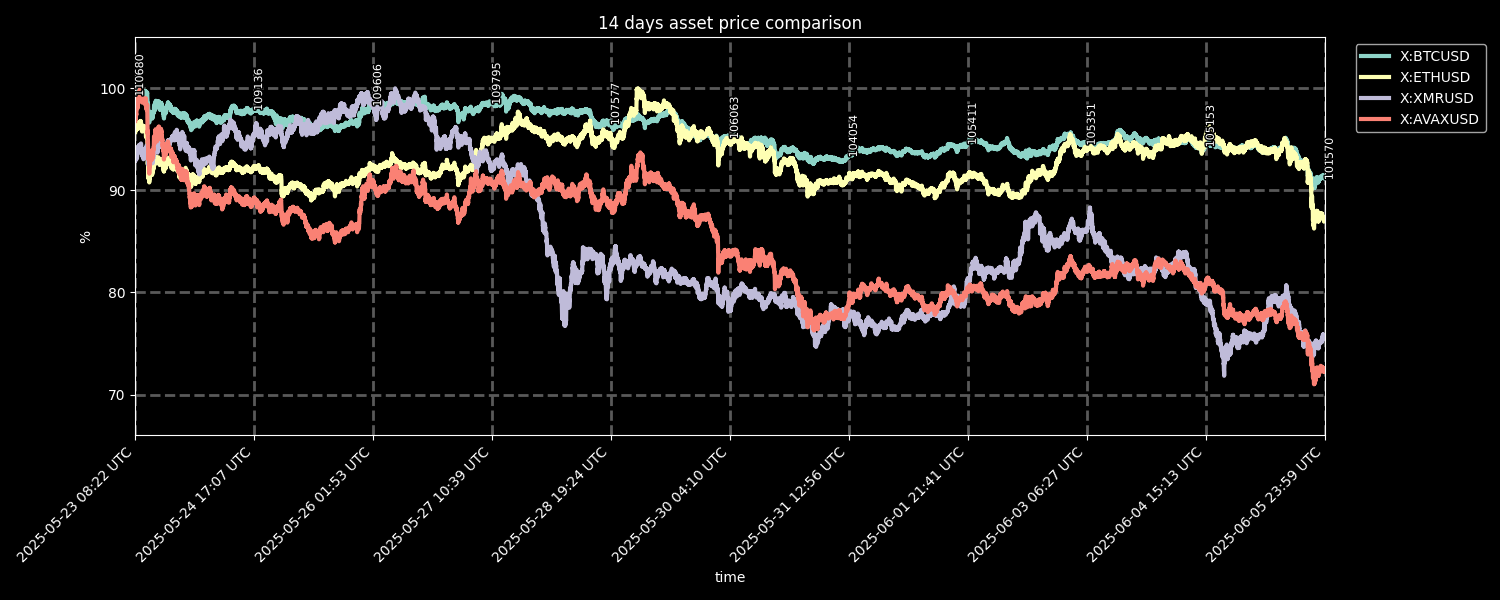 14 days asset price comparison
X:BTCUSD
X:ETHUSD
X:XMRUSD
X:AVAXUSD
100
90
80
70
%
110680
109136
109606
109795
107577
106063
104054
105411
105351
105153
101570
2025-05-23 08:22 UTC
2025-05-24 17:07 UTC
2025-05-26 01:53 UTC
2025-05-27 10:39 UTC
2025-05-28 19:24 UTC
2025-05-30 04:10 UTC
2025-05-31 12:56 UTC
2025-06-01 21:41 UTC
2025-06-03 06:27 UTC
2025-06-04 15:13 UTC
2025-06-05 23:59 UTC
time